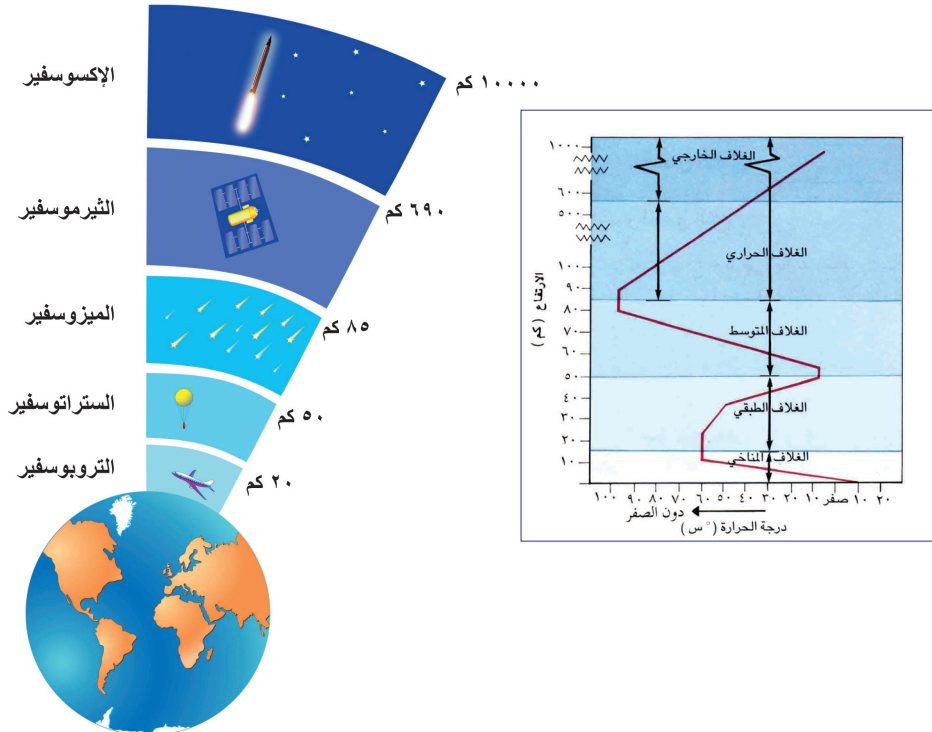 الإكسوسفير
١٠٠٠٠ كم
الثيرموسفير
٦٩٠ كم
الميزوسفير
٨٥ كم
الستراتوسفير
٥٠ كم
التروبوسفير
٢٠ كم
الارتفاع (كم)
١٠٠٠
٦٠٠
٥٠٠
١٠٠
٩٠
٨٠
٧٠
٦٠
٥٠
٤٠
٣٠
٢٠
١٠
الغلاف الخارجي
الغلاف الحراري
الغلاف المتوسط
الغلاف الطبقي
الغلاف المناخي
١٠٠ ٩٠ ٨٠ ٧٠ ٦٠ ٥٠ ٤٠ ٣٠ ٢٠ ١٠ صفر ١٠ ٢٠
دون الصفر
درجة الحرارة (°س)